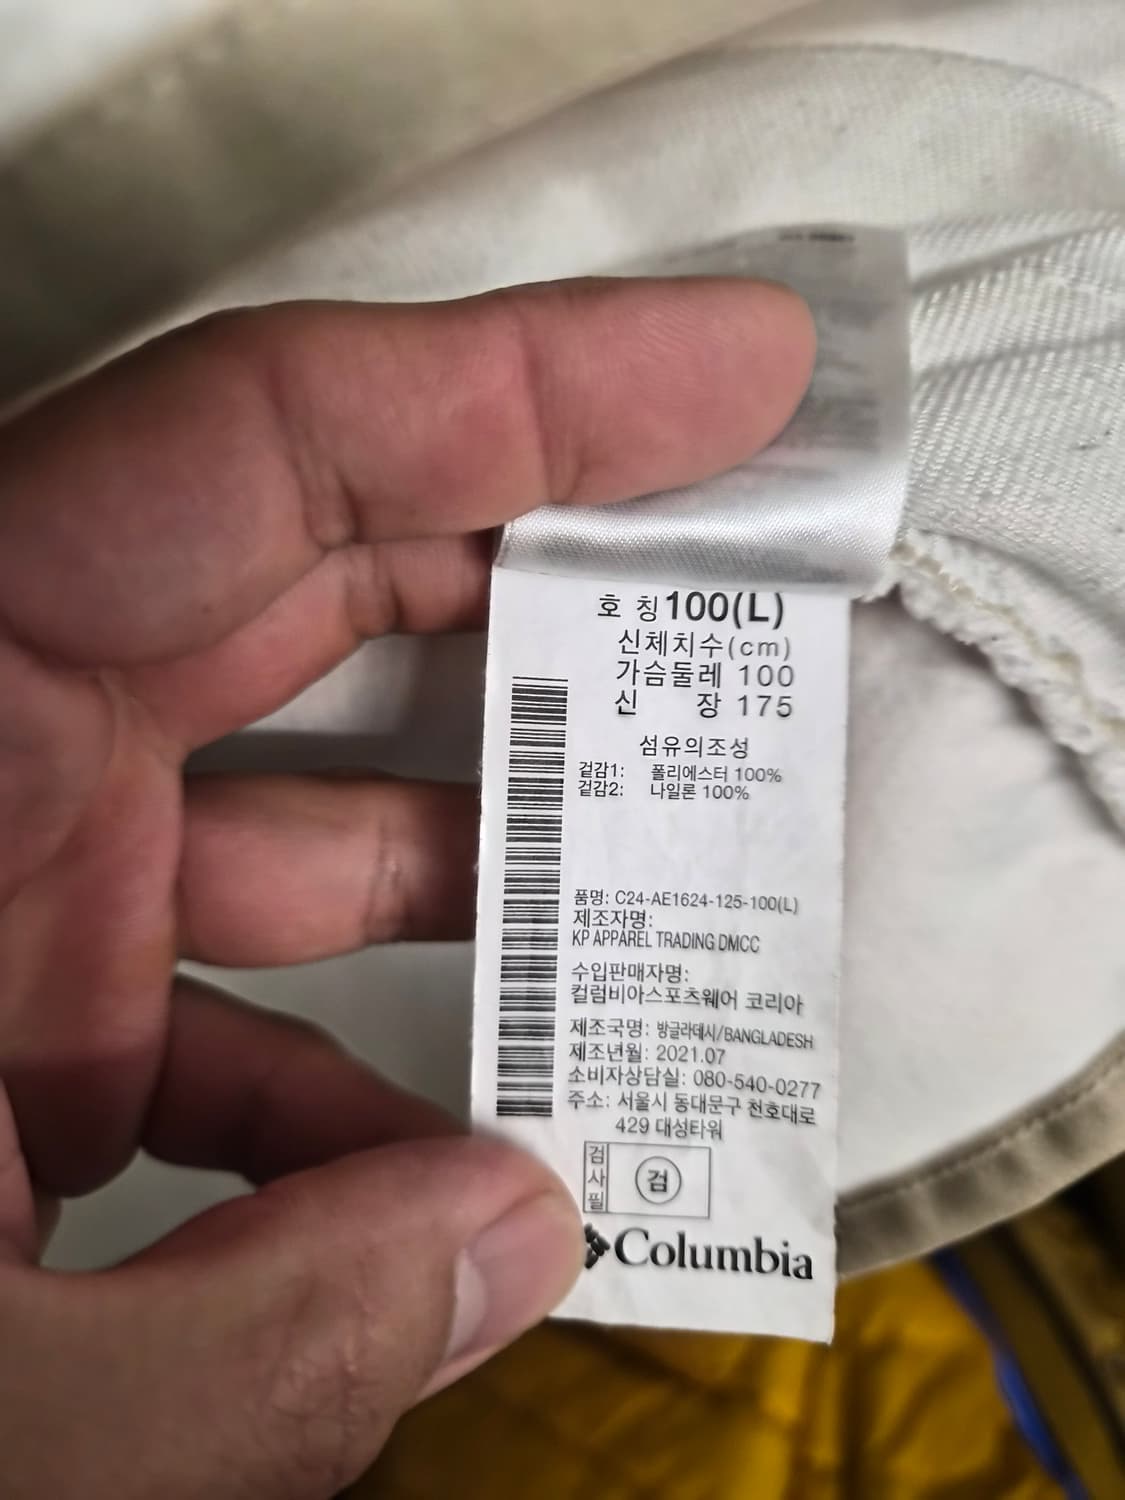 호 칭 100(L)
신체치수(cm)
가슴둘레 100
신 장 175
섬유의조성
겉감1: 폴리에스터 100%
겉감2: 나일론 100%
품명: C24-AE1624-125-100(L)
제조자명:
KP APPAREL TRADING DMCC
수입판매자명:
컬럼비아스포츠웨어 코리아
제조국명: 방글라데시/BANGLADESH
제조년월: 2021.07
소비자상담실: 080-540-0277
주소: 서울시 동대문구 천호대로
429 대성타워
검사필
검
Columbia